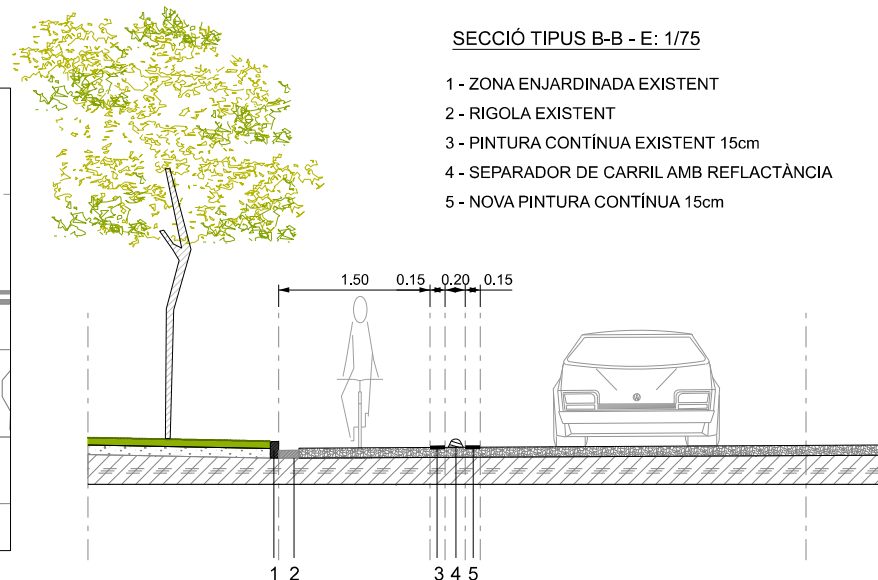 SECCIÓ TIPUS B-B - E: 1/75
1 - ZONA ENJARDINADA EXISTENT
2 - RIGOLA EXISTENT
3 - PINTURA CONTÍNUA EXISTENT 15cm
4 - SEPARADOR DE CARRIL AMB REFLACTÀNCIA
5 - NOVA PINTURA CONTÍNUA 15cm
1.50 0.15 0.20 0.15
1 2 3 4 5